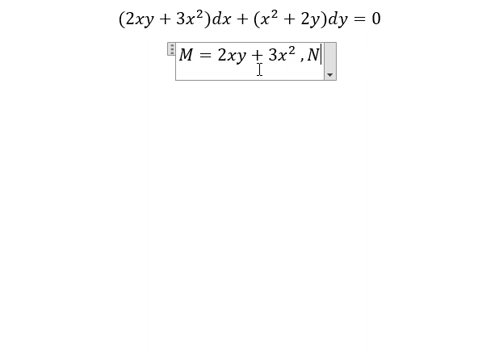 (2xy + 3x²)dx + (x² + 2y)dy = 0
M = 2xy + 3x² , N